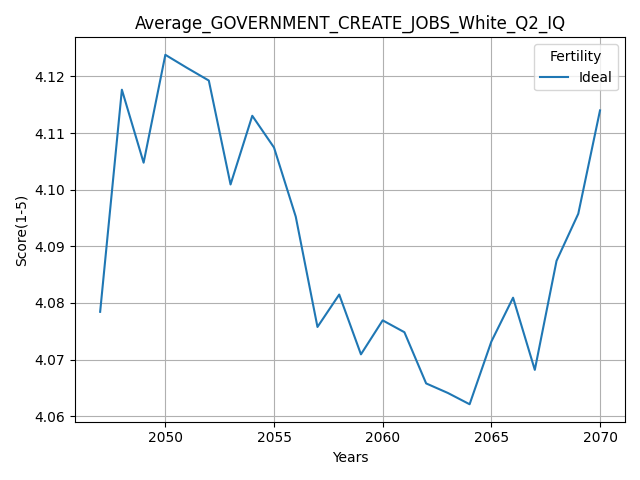 Average_GOVERNMENT_CREATE_JOBS_White_Q2_IQ
Fertility
Ideal
4.12
4.11
4.10
4.09
4.08
4.07
4.06
Score(1-5)
2050 2055 2060 2065 2070
Years